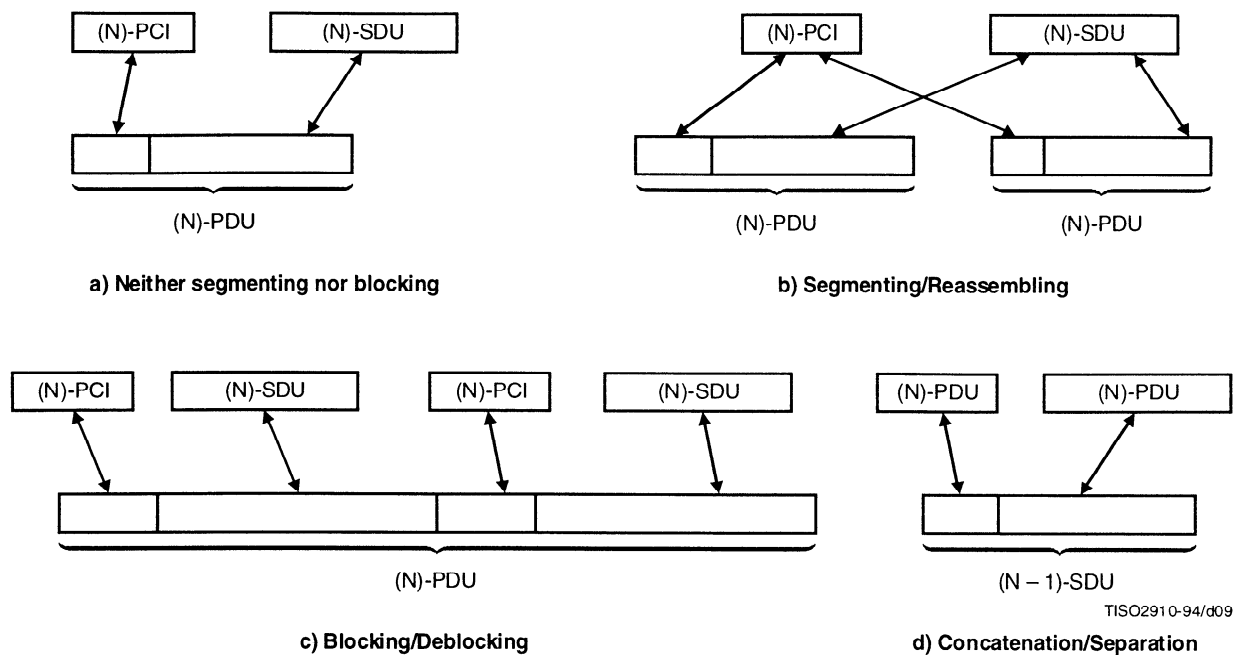 (N)-PCI
(N)-SDU
(N)-PDU
a) Neither segmenting nor blocking
(N)-PCI
(N)-SDU
(N)-PDU
(N)-PDU
b) Segmenting/Reassembling
(N)-PCI
(N)-SDU
(N)-PCI
(N)-SDU
(N)-PDU
c) Blocking/Deblocking
(N)-PDU
(N)-PDU
(N – 1)-SDU
TISO2910-94/d09
d) Concatenation/Separation